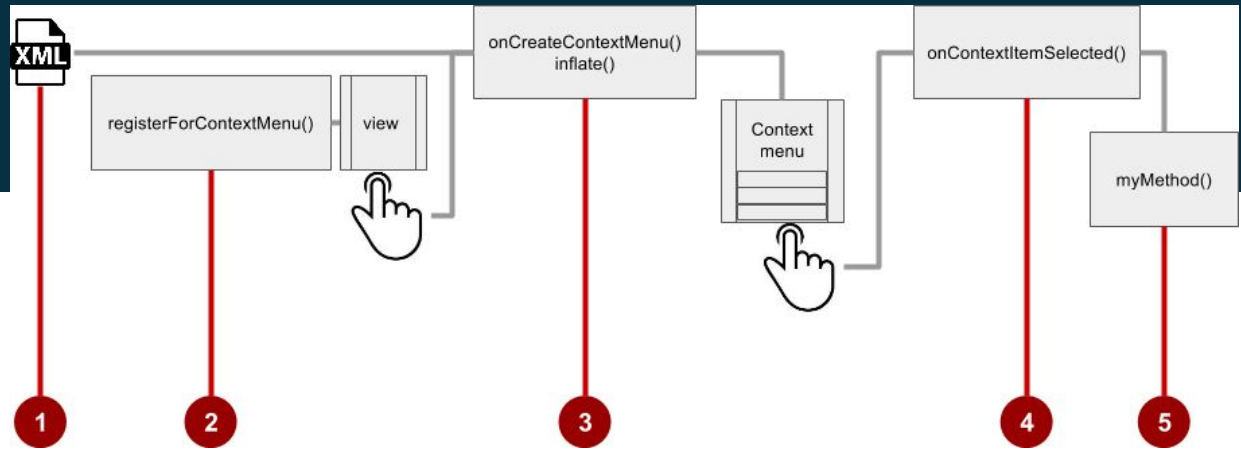 XML
registerForContextMenu()
view
onCreateContextMenu()
inflate()
Context
menu
onContextItemSelected()
myMethod()
1
2
3
4
5